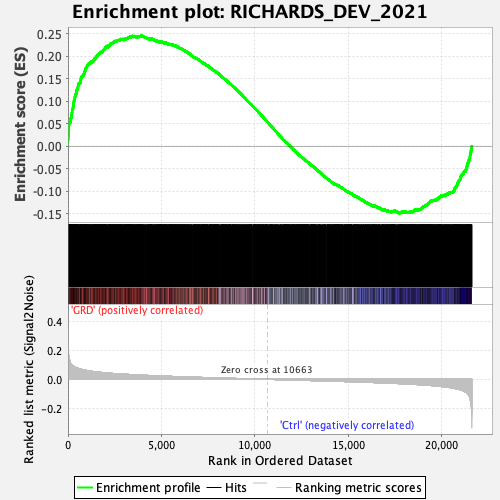 Enrichment plot: RICHARDS_DEV_2021
Enrichment score (ES)
0.25
0.20
0.15
0.10
0.05
0.00
-0.05
-0.10
-0.15
'GRD' (positively correlated)
Ranked list metric (Signal2Noise)
0.4
0.2
0.0
-0.2
Zero cross at 10663
'Ctrl' (negatively correlated)
0 5,000 10,000 15,000 20,000
Rank in Ordered Dataset
Enrichment profile Hits Ranking metric scores